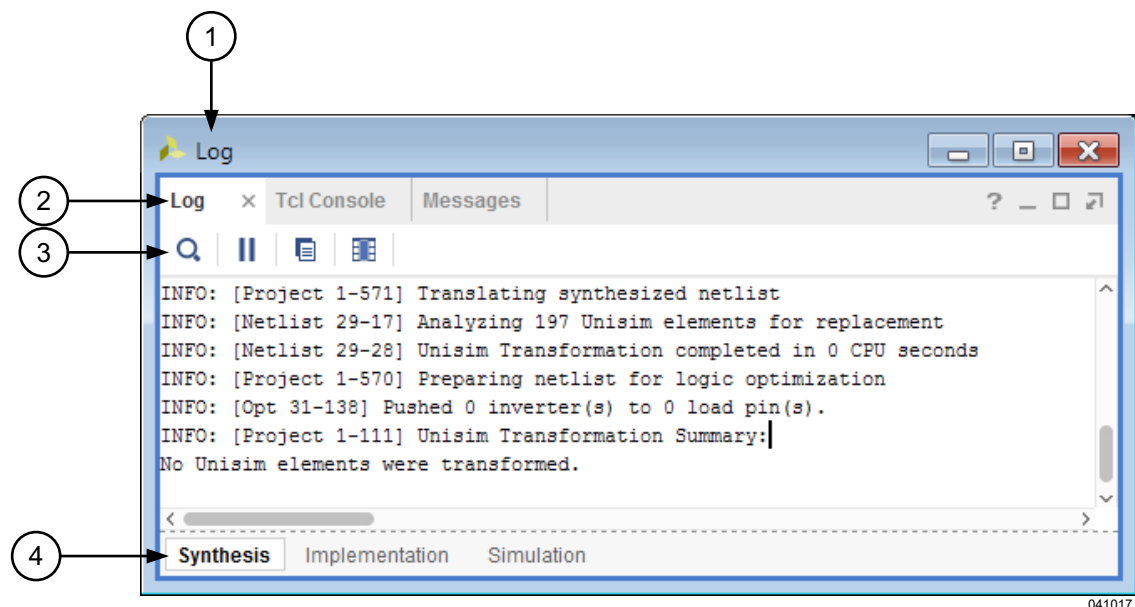 1
Log
2
Log Tcl Console Messages ?
3
INFO: [Project 1-571] Translating synthesized netlist
INFO: [Netlist 29-17] Analyzing 197 Unisim elements for replacement
INFO: [Netlist 29-28] Unisim Transformation completed in 0 CPU seconds
INFO: [Project 1-570] Preparing netlist for logic optimization
INFO: [Opt 31-138] Pushed 0 inverter(s) to 0 load pin(s).
INFO: [Project 1-111] Unisim Transformation Summary:
No Unisim elements were transformed.
4
Synthesis Implementation Simulation
041017